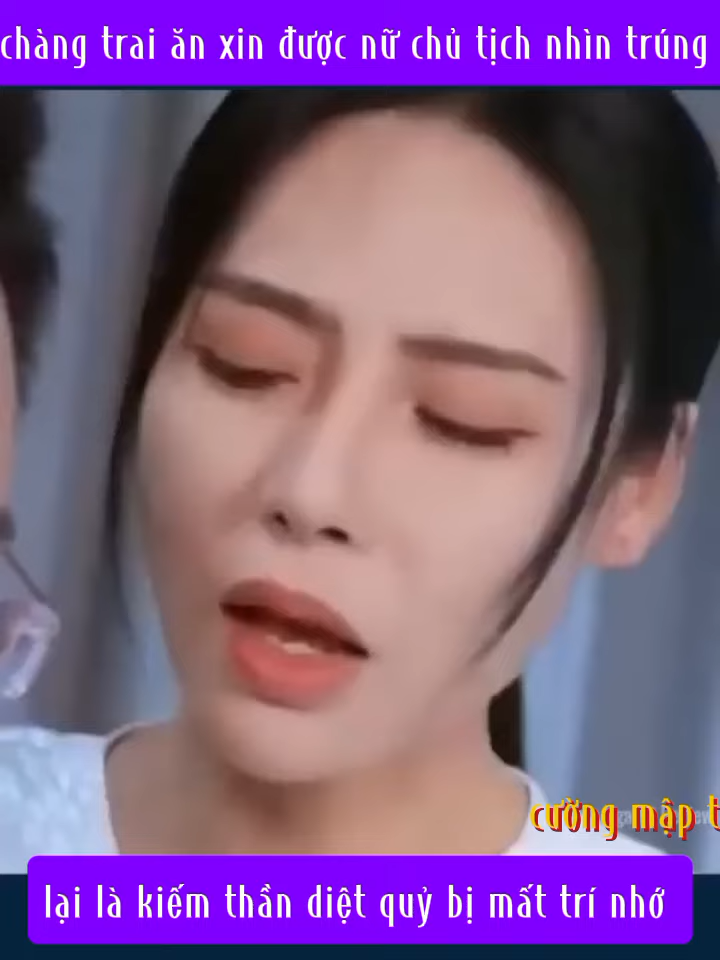 chàng trai ăn xin được nữ chủ tịch nhìn trúng
cường mập t
lại là kiếm thần diệt quỷ bị mất trí nhớ